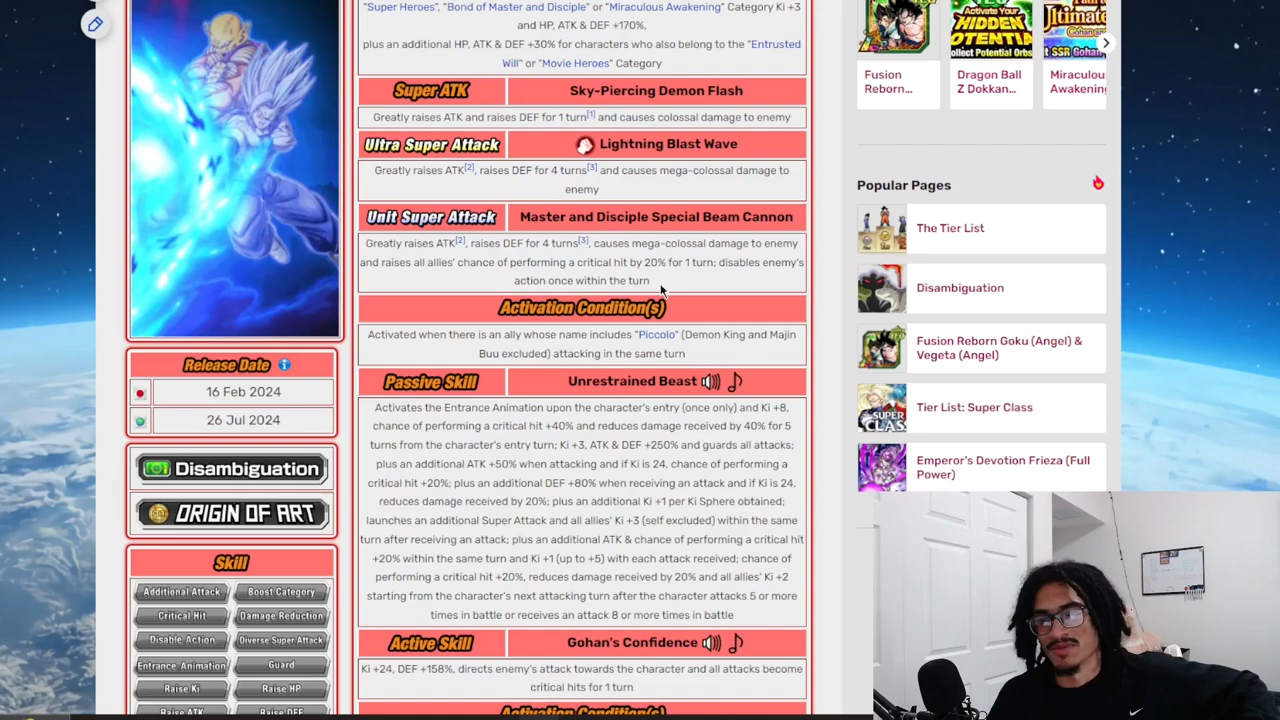 "Super Heroes", "Bond of Master and Disciple" or "Miraculous Awakening" Category Ki +3
and HP, ATK & DEF +170%,
plus an additional HP, ATK & DEF +30% for characters who also belong to the "Entrusted
Will" or "Movie Heroes" Category
Super ATK
Sky-Piercing Demon Flash
Greatly raises ATK and raises DEF for 1 turn[1] and causes colossal damage to enemy
Ultra Super Attack
Lightning Blast Wave
Greatly raises ATK[2], raises DEF for 4 turns[3] and causes mega-colossal damage to
enemy
Unit Super Attack
Master and Disciple Special Beam Cannon
Greatly raises ATK[2], raises DEF for 4 turns[3], causes mega-colossal damage to enemy
and raises all allies' chance of performing a critical hit by 20% for 1 turn; disables enemy's
action once within the turn
Activation Condition(s)
Activated when there is an ally whose name includes "Piccolo" (Demon King and Majin
Buu excluded) attacking in the same turn
Passive Skill
Unrestrained Beast
Activates the Entrance Animation upon the character's entry (once only) and Ki +8,
chance of performing a critical hit +40% and reduces damage received by 40% for 5
turns from the character's entry turn; Ki +3, ATK & DEF +250% and guards all attacks;
plus an additional ATK +50% when attacking and if Ki is 24, chance of performing a
critical hit +20%; plus an additional DEF +80% when receiving an attack and if Ki is 24,
reduces damage received by 20%; plus an additional Ki +1 per Ki Sphere obtained;
launches an additional Super Attack and all allies' Ki +3 (self excluded) within the same
turn after receiving an attack; plus an additional ATK & chance of performing a critical hit
+20% within the same turn and Ki +1 (up to +5) with each attack received; chance of
performing a critical hit +20%, reduces damage received by 20% and all allies' Ki +2
starting from the character's next attacking turn after the character attacks 5 or more
times in battle or receives an attack 8 or more times in battle
Active Skill
Gohan's Confidence
Ki +24, DEF +158%, directs enemy's attack towards the character and all attacks become
critical hits for 1 turn
Activation Condition(s)
Release Date
16 Feb 2024
26 Jul 2024
Disambiguation
ORIGIN OF ART
Skill
Additional Attack
Boost Category
Critical Hit
Damage Reduction
Disable Action
Diverse Super Attack
Entrance Animation
Guard
Raise Ki
Raise HP
Raise ATK
Raise DEF
Activate Your
HIDDEN
POTENTIAL
Collect Potential Orbs
Ultimate
SSR Gohan
Fusion
Reborn...
Dragon Ball
Z Dokkan...
Miraculous
Awakening
Popular Pages
The Tier List
Disambiguation
Fusion Reborn Goku (Angel) &
Vegeta (Angel)
Tier List: Super Class
SUPER
CLASS
Emperor's Devotion Frieza (Full
Power)